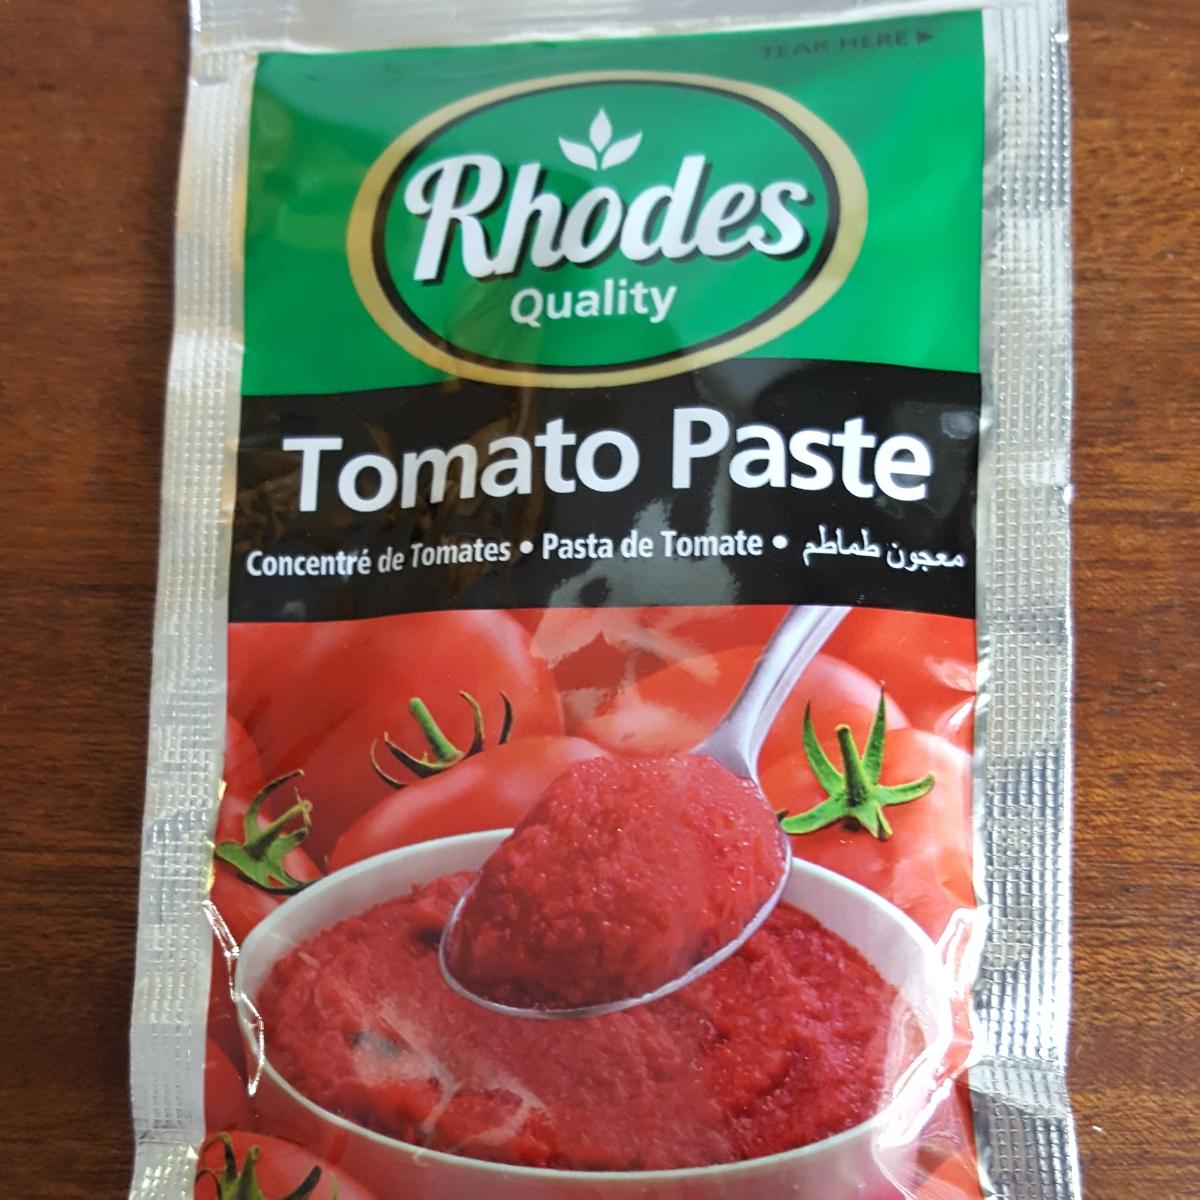 TEAR HERE ▶
Rhodes
Quality
Tomato Paste
Concentré de Tomates • Pasta de Tomate • معجون طماطم